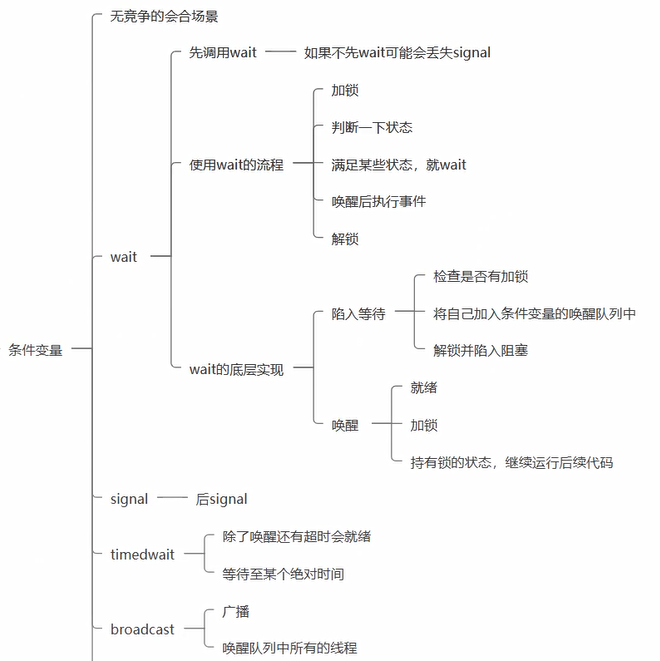 无竞争的会合场景
先调用wait
如果不先wait可能会丢失signal
加锁
判断一下状态
使用wait的流程
满足某些状态，就wait
唤醒后执行事件
解锁
wait
检查是否有加锁
陷入等待
将自己加入条件变量的唤醒队列中
条件变量
解锁并陷入阻塞
wait的底层实现
就绪
唤醒
加锁
持有锁的状态，继续运行后续代码
signal
后signal
除了唤醒还有超时会就绪
timedwait
等待至某个绝对时间
广播
broadcast
唤醒队列中所有的线程